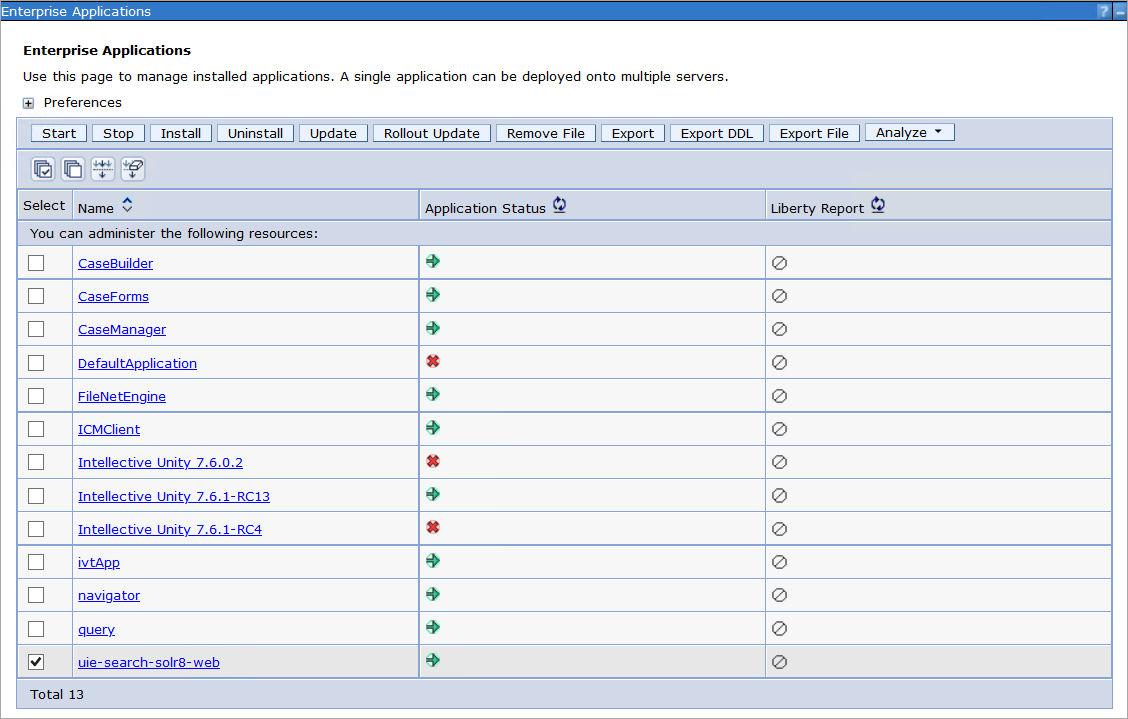 Enterprise Applications
?
Enterprise Applications
Use this page to manage installed applications. A single application can be deployed onto multiple servers.
Preferences
Start Stop Install Uninstall Update Rollout Update Remove File Export Export DDL Export File Analyze
Select Name Application Status Liberty Report
You can administer the following resources:
CaseBuilder
CaseForms
CaseManager
DefaultApplication
FileNetEngine
ICMClient
Intellective Unity 7.6.0.2
Intellective Unity 7.6.1-RC13
Intellective Unity 7.6.1-RC4
ivtApp
navigator
query
uie-search-solr8-web
Total 13